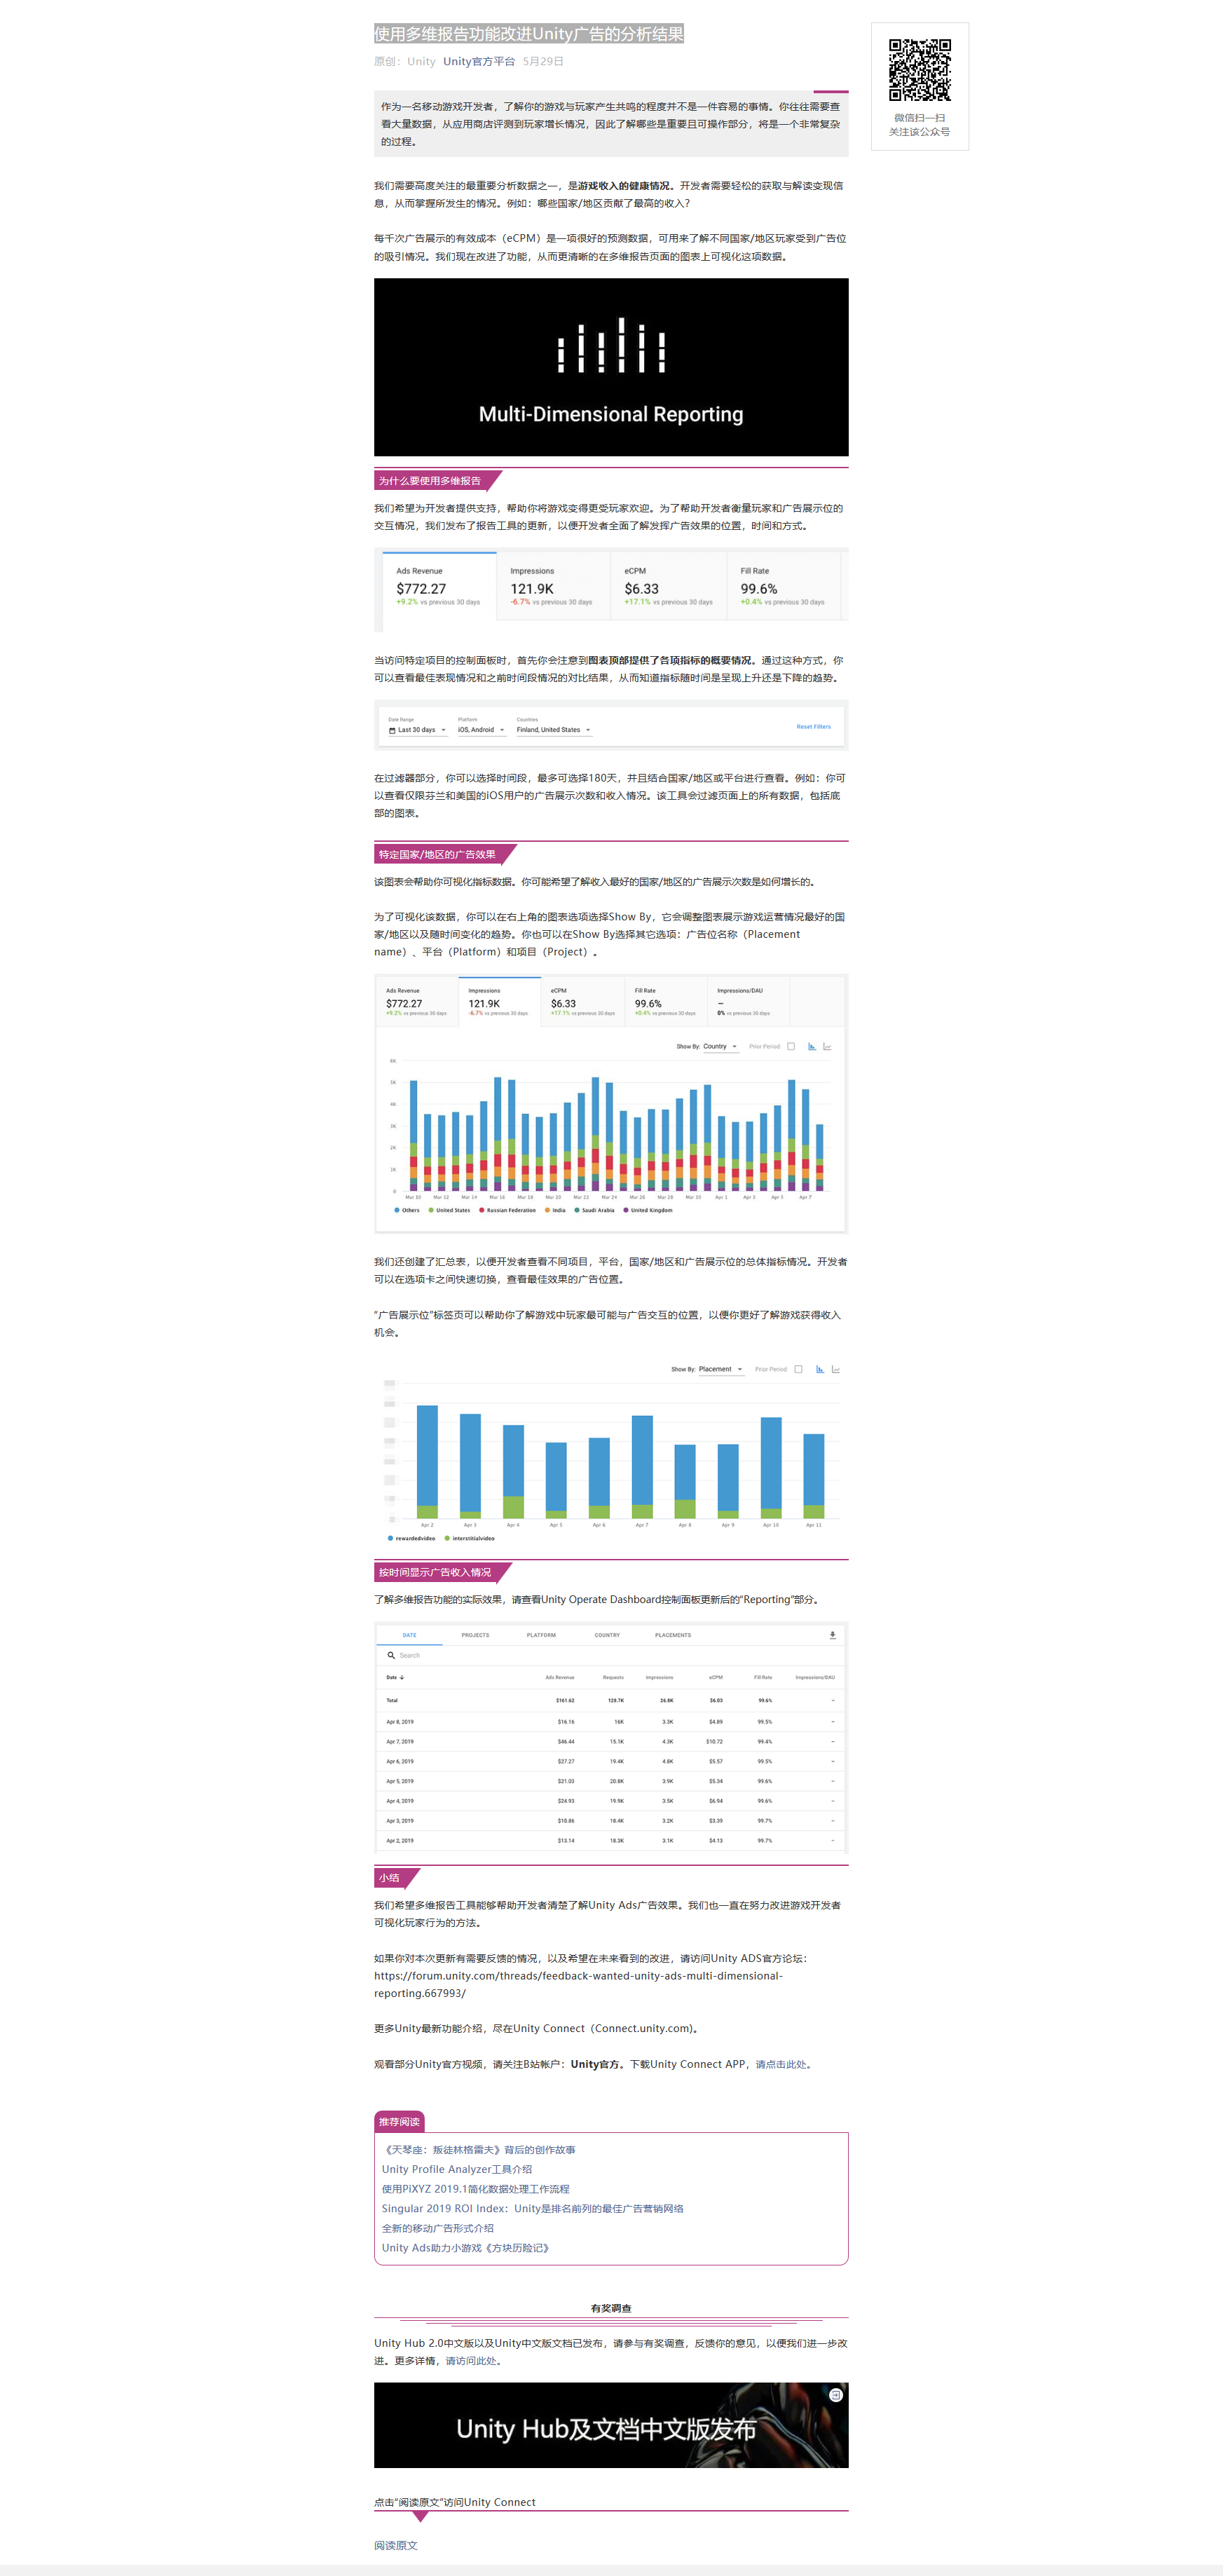 使用多维报告功能改进Unity广告的分析结果
原创：Unity Unity官方平台 5月29日
微信扫一扫
关注该公众号
作为一名移动游戏开发者，了解你的游戏与玩家产生共鸣的程度并不是一件容易的事情。你往往需要查
看大量数据，从应用商店评测到玩家增长情况，因此了解哪些是重要且可操作部分，将是一个非常复杂
的过程。
我们需要高度关注的最重要分析数据之一，是游戏收入的健康情况。开发者需要轻松的获取与解读变现信
息，从而掌握所发生的情况。例如：哪些国家/地区贡献了最高的收入？
每千次广告展示的有效成本（eCPM）是一项很好的预测数据，可用来了解不同国家/地区玩家受到广告位
的吸引情况。我们现在改进了功能，从而更清晰的在多维报告页面的图表上可视化这项数据。
Multi-Dimensional Reporting
为什么要使用多维报告
我们希望为开发者提供支持，帮助你将游戏变得更受玩家欢迎。为了帮助开发者衡量玩家和广告展示位的
交互情况，我们发布了报告工具的更新，以便开发者全面了解发挥广告效果的位置，时间和方式。
Ads Revenue Impressions eCPM Fill Rate
$772.27 121.9K $6.33 99.6%
+9.2% vs previous 30 days -6.7% vs previous 30 days +17.1% vs previous 30 days +0.4% vs previous 30 days
当访问特定项目的控制面板时，首先你会注意到图表顶部提供了各项指标的概要情况。通过这种方式，你
可以查看最佳表现情况和之前时间段情况的对比结果，从而知道指标随时间是呈现上升还是下降的趋势。
Date Range Platform Countries
Last 30 days iOS, Android Finland, United States Reset Filters
在过滤器部分，你可以选择时间段，最多可选择180天，并且结合国家/地区或平台进行查看。例如：你可
以查看仅限芬兰和美国的iOS用户的广告展示次数和收入情况。该工具会过滤页面上的所有数据，包括底
部的图表。
特定国家/地区的广告效果
该图表会帮助你可视化指标数据。你可能希望了解收入最好的国家/地区的广告展示次数是如何增长的。
为了可视化该数据，你可以在右上角的图表选项选择Show By，它会调整图表展示游戏运营情况最好的国
家/地区以及随时间变化的趋势。你也可以在Show By选择其它选项：广告位名称（Placement
name）、平台（Platform）和项目（Project）。
Ads Revenue Impressions eCPM Fill Rate Impressions/DAU
$772.27 121.9K $6.33 99.6% –
+9.2% vs previous 30 days -6.7% vs previous 30 days +17.1% vs previous 30 days +0.4% vs previous 30 days 0% vs previous 30 days
Show By: Country Prior Period
6K
5K
4K
3K
2K
1K
0
Mar 10 Mar 12 Mar 14 Mar 16 Mar 18 Mar 20 Mar 22 Mar 24 Mar 26 Mar 28 Mar 30 Apr 1 Apr 3 Apr 5 Apr 7
Others United States Russian Federation India Saudi Arabia United Kingdom
我们还创建了汇总表，以便开发者查看不同项目，平台，国家/地区和广告展示位的总体指标情况。开发者
可以在选项卡之间快速切换，查看最佳效果的广告位置。
“广告展示位”标签页可以帮助你了解游戏中玩家最可能与广告交互的位置，以便你更好了解游戏获得收入
机会。
Show By: Placement Prior Period
Apr 2 Apr 3 Apr 4 Apr 5 Apr 6 Apr 7 Apr 8 Apr 9 Apr 10 Apr 11
rewardedvideo interstitialvideo
按时间显示广告收入情况
了解多维报告功能的实际效果，请查看Unity Operate Dashboard控制面板更新后的“Reporting”部分。
DATE PROJECTS PLATFORM COUNTRY PLACEMENTS
Search
Date Ads Revenue Requests Impressions eCPM Fill Rate Impressions/DAU
Total $161.62 128.7K 26.8K $6.03 99.6% –
Apr 8, 2019 $16.16 16K 3.3K $4.89 99.5% –
Apr 7, 2019 $46.44 15.1K 4.3K $10.72 99.4% –
Apr 6, 2019 $27.27 19.4K 4.8K $5.57 99.5% –
Apr 5, 2019 $21.03 20.8K 3.9K $5.34 99.6% –
Apr 4, 2019 $24.93 19.9K 3.5K $6.94 99.6% –
Apr 3, 2019 $10.86 18.4K 3.2K $3.39 99.7% –
Apr 2, 2019 $13.14 18.3K 3.1K $4.13 99.7% –
小结
我们希望多维报告工具能够帮助开发者清楚了解Unity Ads广告效果。我们也一直在努力改进游戏开发者
可视化玩家行为的方法。
如果你对本次更新有需要反馈的情况，以及希望在未来看到的改进，请访问Unity ADS官方论坛：
https://forum.unity.com/threads/feedback-wanted-unity-ads-multi-dimensional-
reporting.667993/
更多Unity最新功能介绍，尽在Unity Connect（Connect.unity.com)。
观看部分Unity官方视频，请关注B站帐户：Unity官方。下载Unity Connect APP，请点击此处。
推荐阅读
《天琴座：叛徒林格雷夫》背后的创作故事
Unity Profile Analyzer工具介绍
使用PiXYZ 2019.1简化数据处理工作流程
Singular 2019 ROI Index：Unity是排名前列的最佳广告营销网络
全新的移动广告形式介绍
Unity Ads助力小游戏《方块历险记》
有奖调查
Unity Hub 2.0中文版以及Unity中文版文档已发布，请参与有奖调查，反馈你的意见，以便我们进一步改
进。更多详情，请访问此处。
Unity Hub及文档中文版发布
点击“阅读原文”访问Unity Connect
阅读原文